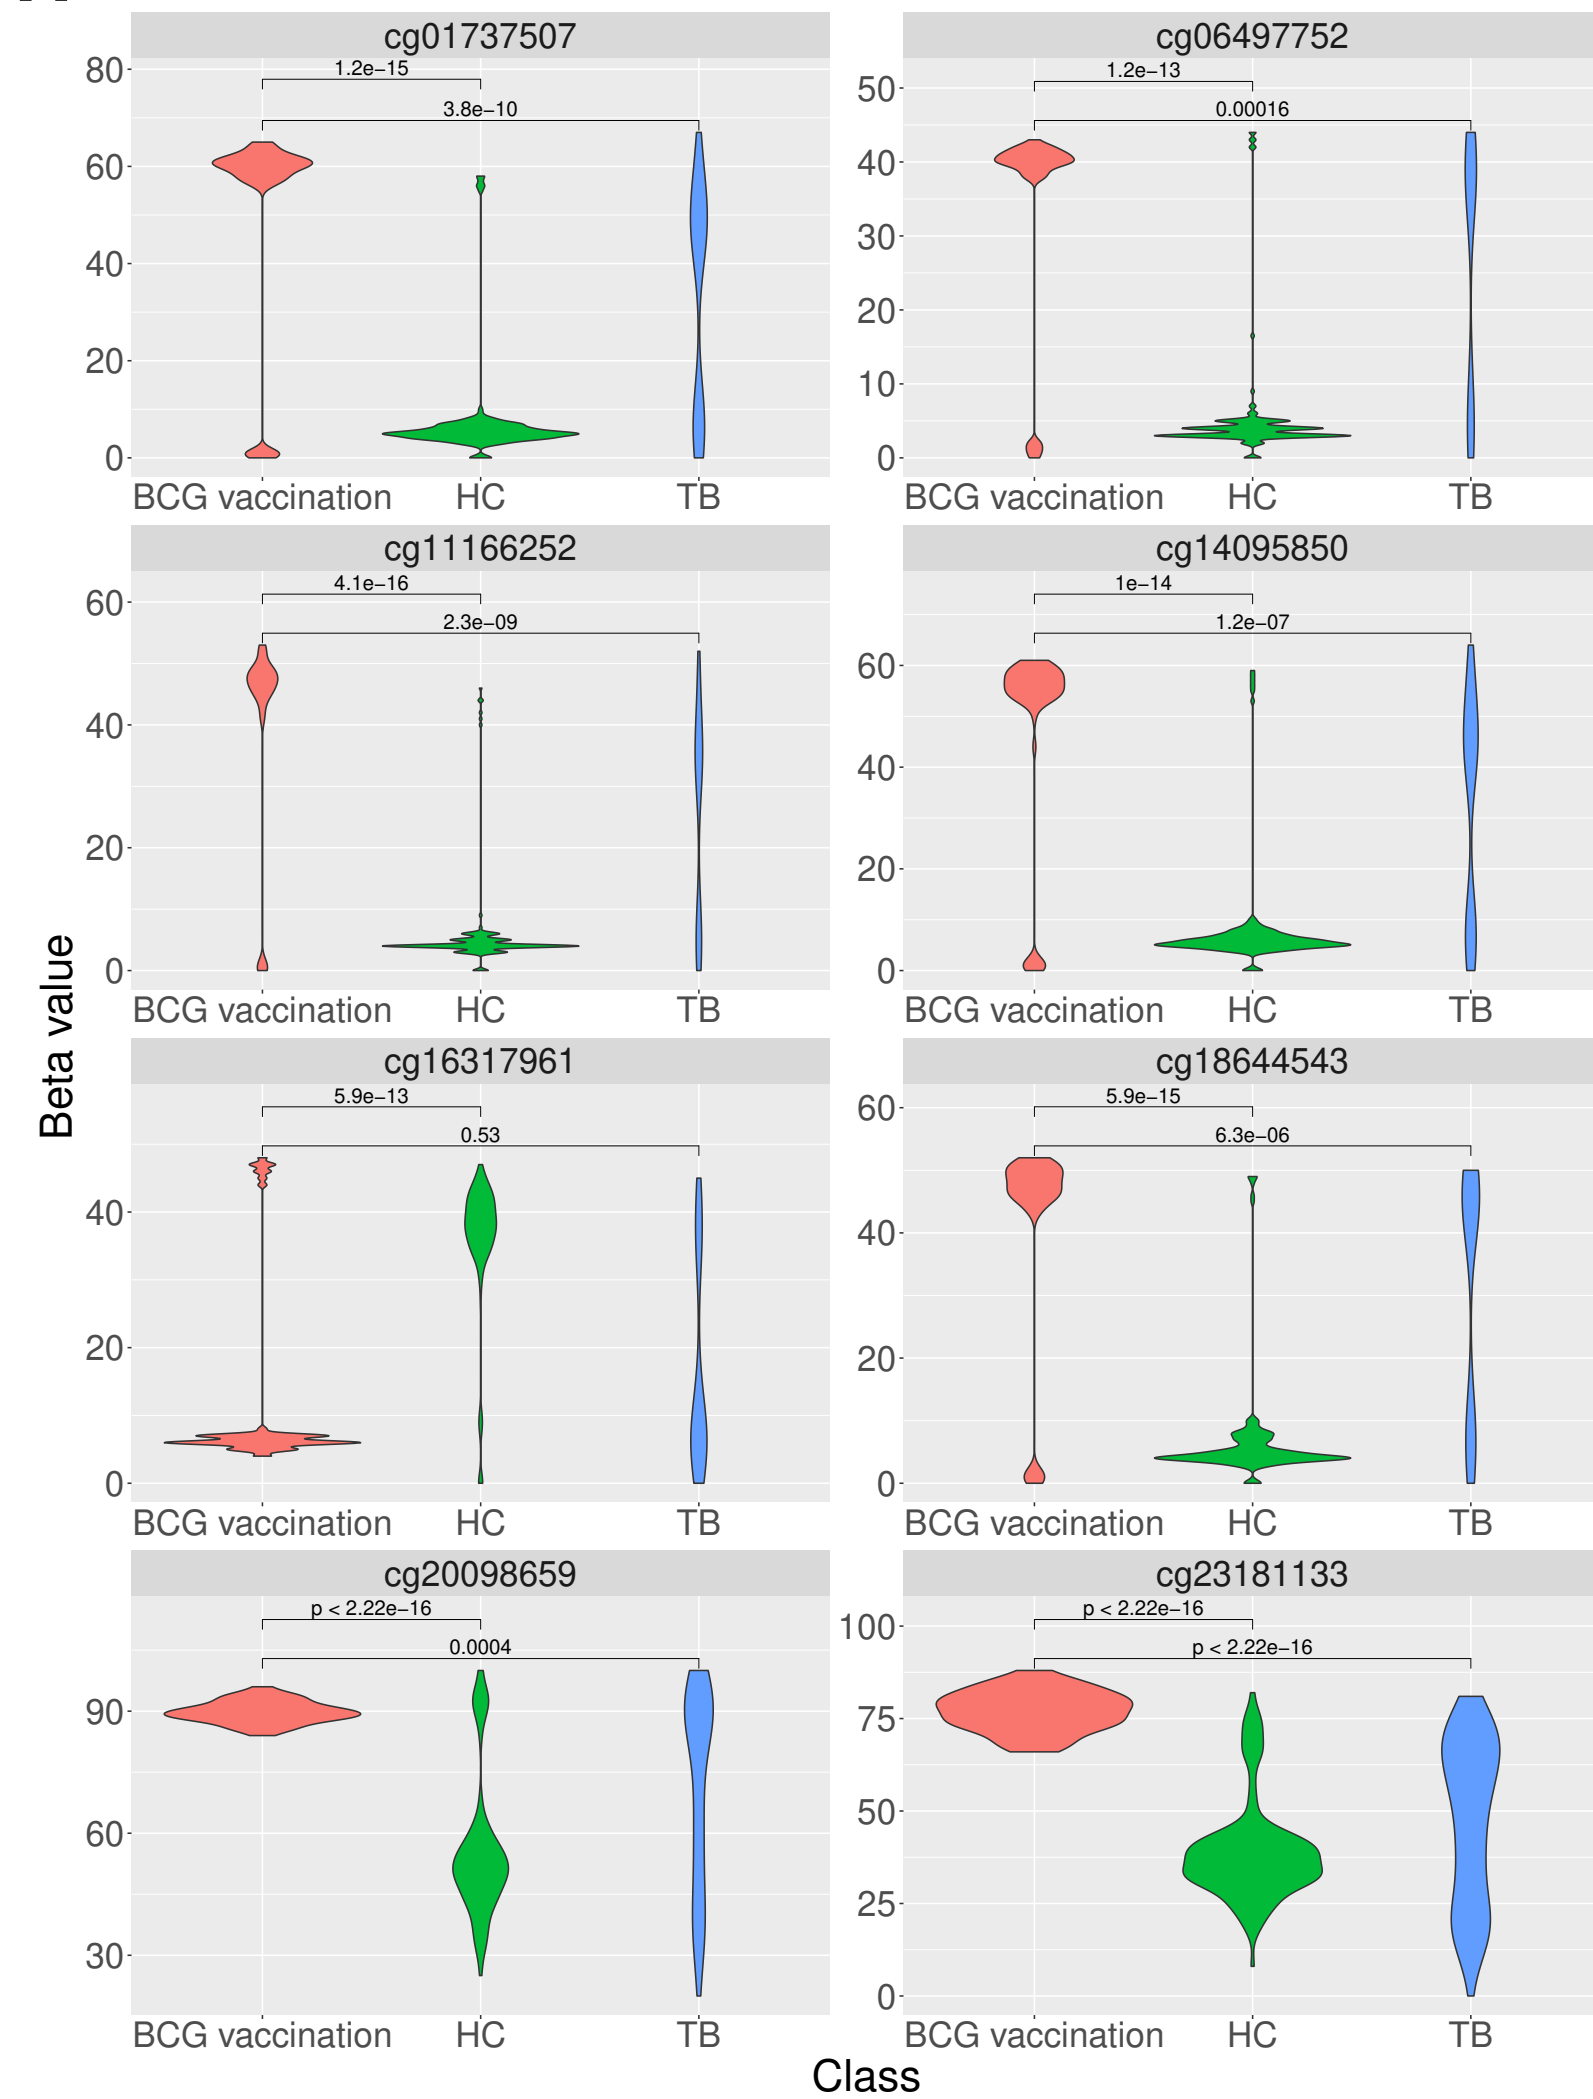 cg01737507
80
60
40
20
0
1.2e−15
3.8e−10
BCG vaccination HC TB
cg06497752
50
40
30
20
10
0
1.2e−13
0.00016
BCG vaccination HC TB
cg11166252
60
40
20
0
4.1e−16
2.3e−09
BCG vaccination HC TB
cg14095850
60
40
20
0
1e−14
1.2e−07
BCG vaccination HC TB
Beta value
cg16317961
40
20
0
5.9e−13
0.53
BCG vaccination HC TB
cg18644543
60
40
20
0
5.9e−15
6.3e−06
BCG vaccination HC TB
cg20098659
90
60
30
p < 2.22e−16
0.0004
BCG vaccination HC TB
cg23181133
100
75
50
25
0
p < 2.22e−16
p < 2.22e−16
BCG vaccination HC TB
Class